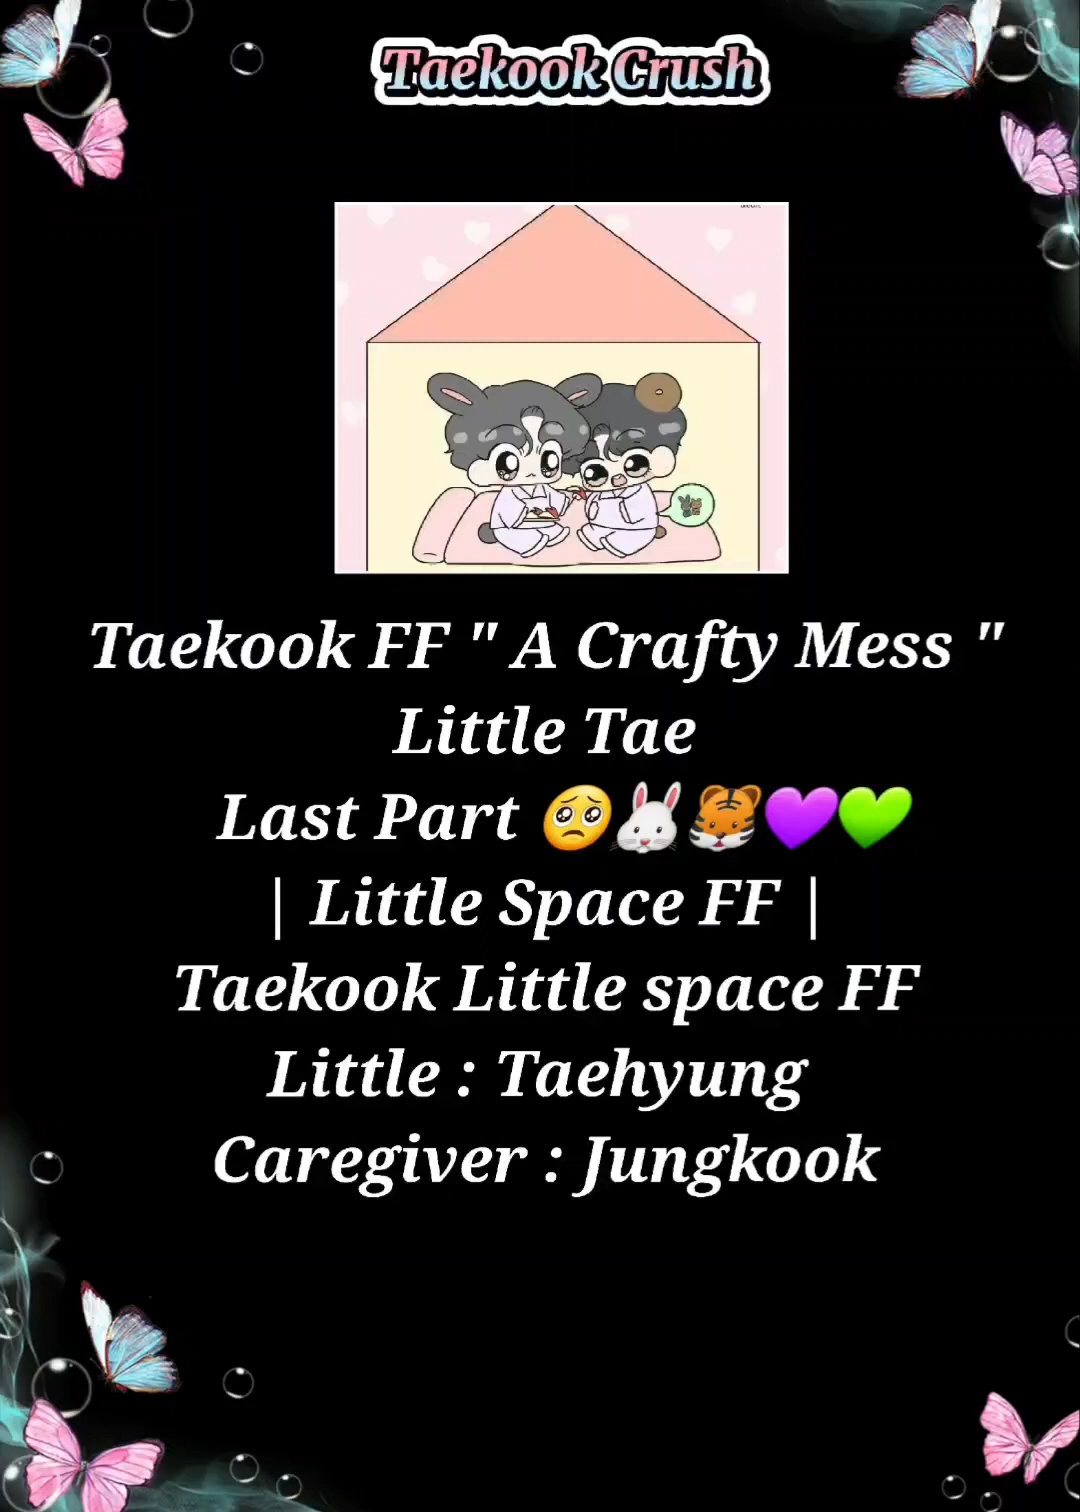 Taekook Crush
Taekook FF " A Crafty Mess "
Little Tae
Last Part 🥺🐰🐯💜💚
| Little Space FF |
Taekook Little space FF
Little : Taehyung
Caregiver : Jungkook